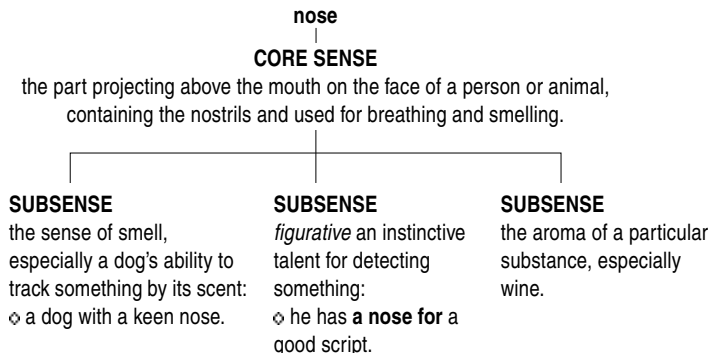 nose
CORE SENSE
the part projecting above the mouth on the face of a person or animal,
containing the nostrils and used for breathing and smelling.
SUBSENSE
the sense of smell,
especially a dog's ability to
track something by its scent:
a dog with a keen nose.
SUBSENSE
figurative an instinctive
talent for detecting
something:
he has a nose for a
good script.
SUBSENSE
the aroma of a particular
substance, especially
wine.